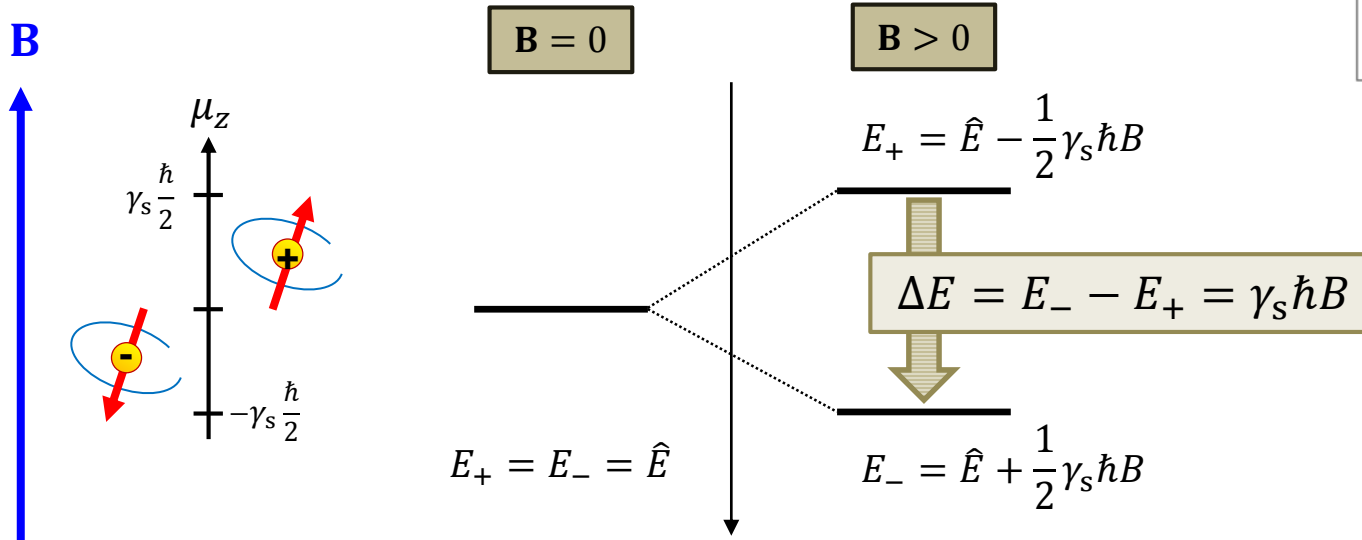 B
B = 0
B > 0
μ_z
γ_s ħ/2
+
-
-γ_s ħ/2
E_+ = E_- = Ê
E_+ = Ê − 1/2 γ_s ħB
ΔE = E_- − E_+ = γ_s ħB
E_- = Ê + 1/2 γ_s ħB